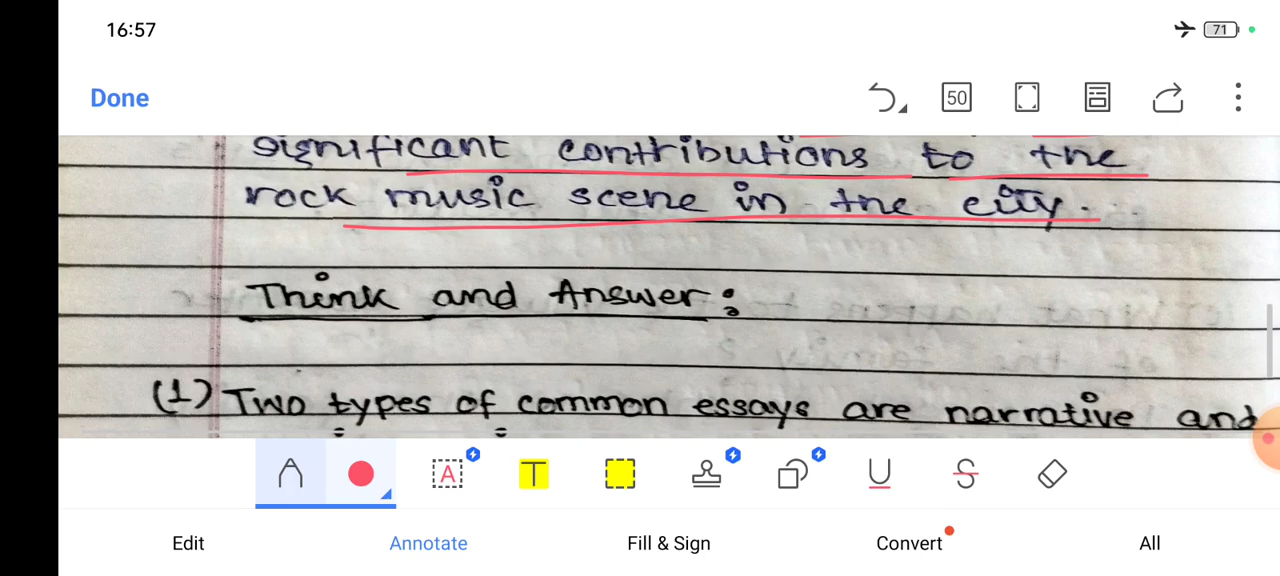 16:57
71
Done
50
significant contributions to the
rock music scene in the city.
Think and Answer:
(1) Two types of common essays are narrative and
A T U S
Edit Annotate Fill & Sign Convert All